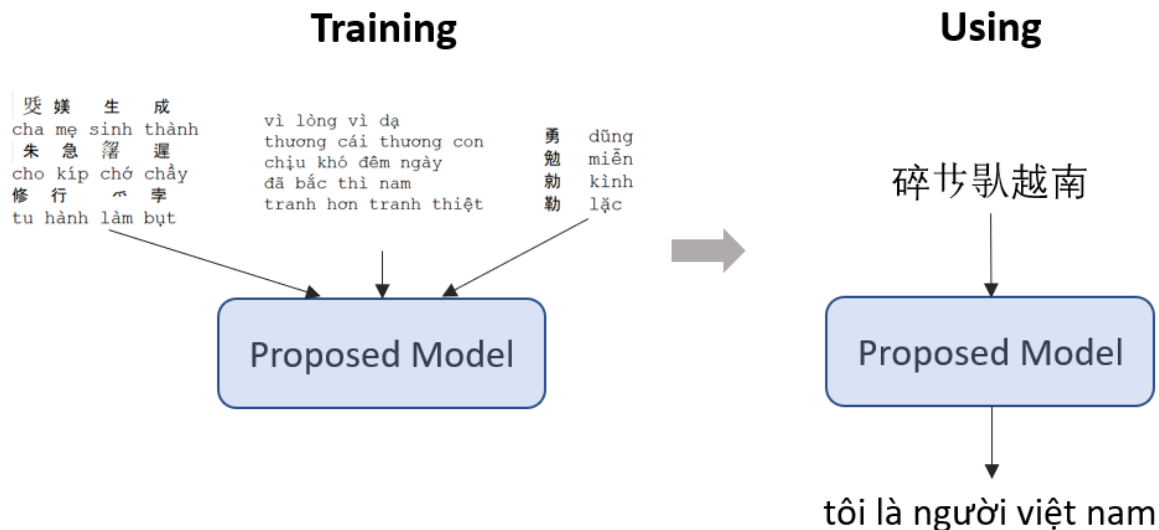 Training
Using
媄 生 成
cha mẹ sinh thành
朱 急 遲
cho kíp chớ chầy
修 行 孛
tu hành làm bụt
vì lòng vì dạ
thương cái thương con
chịu khó đêm ngày
đã bắc thì nam
tranh hơn tranh thiệt
勇 dũng
勉 miễn
勍 kình
勒 lặc
Proposed Model
碎 越南
Proposed Model
tôi là người việt nam